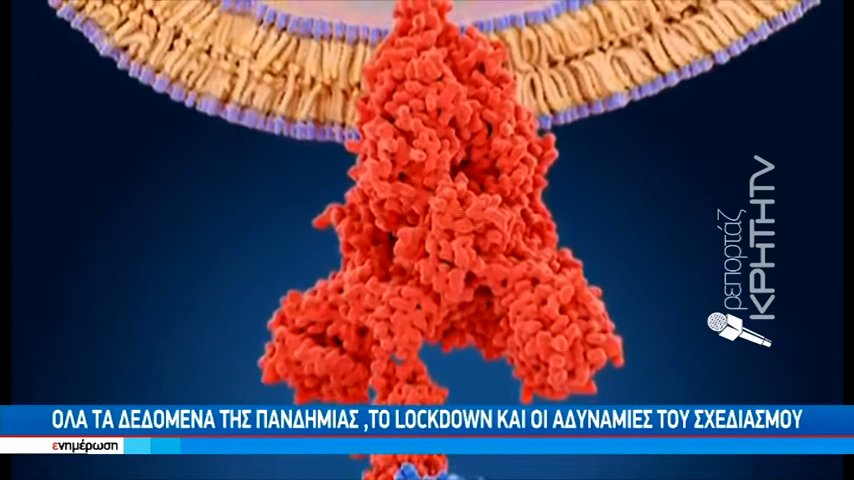 ρεπορτάζ
ΚΡΗΤΗTV
ΟΛΑ ΤΑ ΔΕΔΟΜΕΝΑ ΤΗΣ ΠΑΝΔΗΜΙΑΣ ,ΤΟ LOCKDOWN ΚΑΙ ΟΙ ΑΔΥΝΑΜΙΕΣ ΤΟΥ ΣΧΕΔΙΑΣΜΟΥ
ενημέρωση